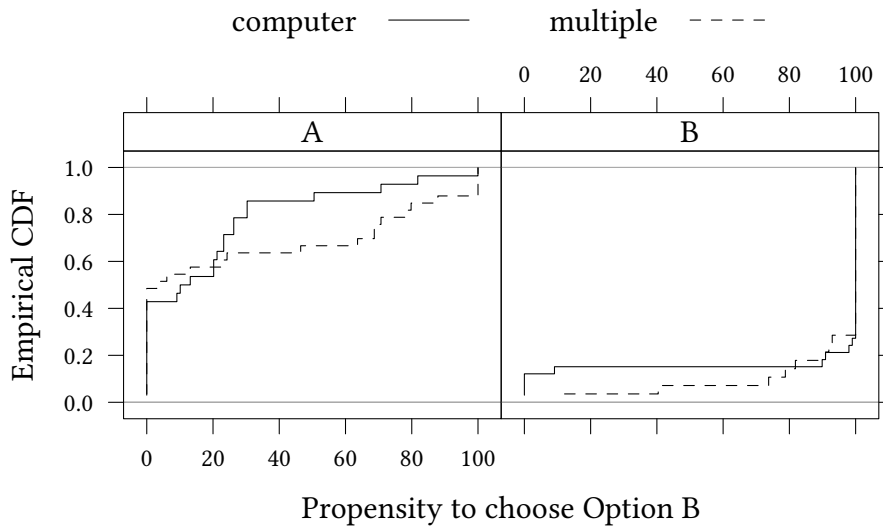 computer multiple
0 20 40 60 80 100
A B
1.0
0.8
0.6
0.4
0.2
0.0
Empirical CDF
0 20 40 60 80 100
Propensity to choose Option B